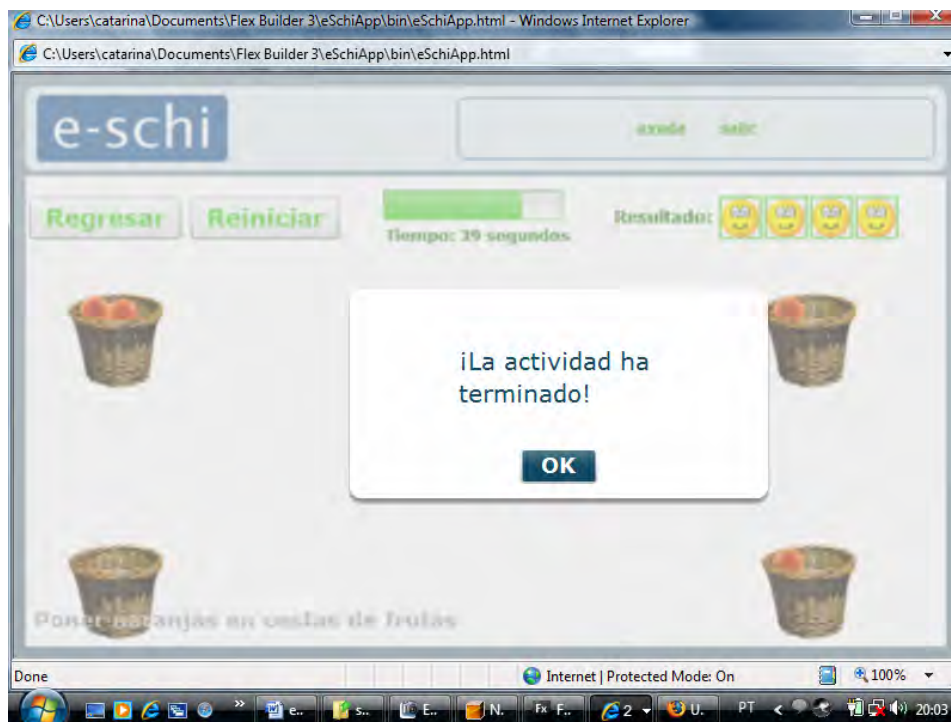 C:\Users\catarina\Documents\Flex Builder 3\eSchiApp\bin\eSchiApp.html - Windows Internet Explorer
C:\Users\catarina\Documents\Flex Builder 3\eSchiApp\bin\eSchiApp.html
e-schi
ayuda salir
Regresar Reiniciar Tiempo: 39 segundos Resultado:
¡La actividad ha
terminado!
OK
Poner naranjas en cestas de frutas
Done Internet | Protected Mode: On 100%
» e.. s.. E.. N. Fx F.. 2 U. PT < 20:03